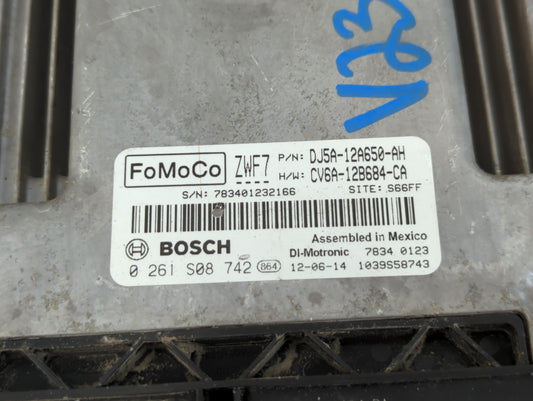 V23
FoMoCo ZWF7 P/N: DJ5A-12A650-AH
H/W: CV6A-12B684-CA
S/N: 783401232166 SITE: S66FF
BOSCH Assembled in Mexico
DI-Motronic 7834 0123
0 261 S08 742 864 12-06-14 1039S58743